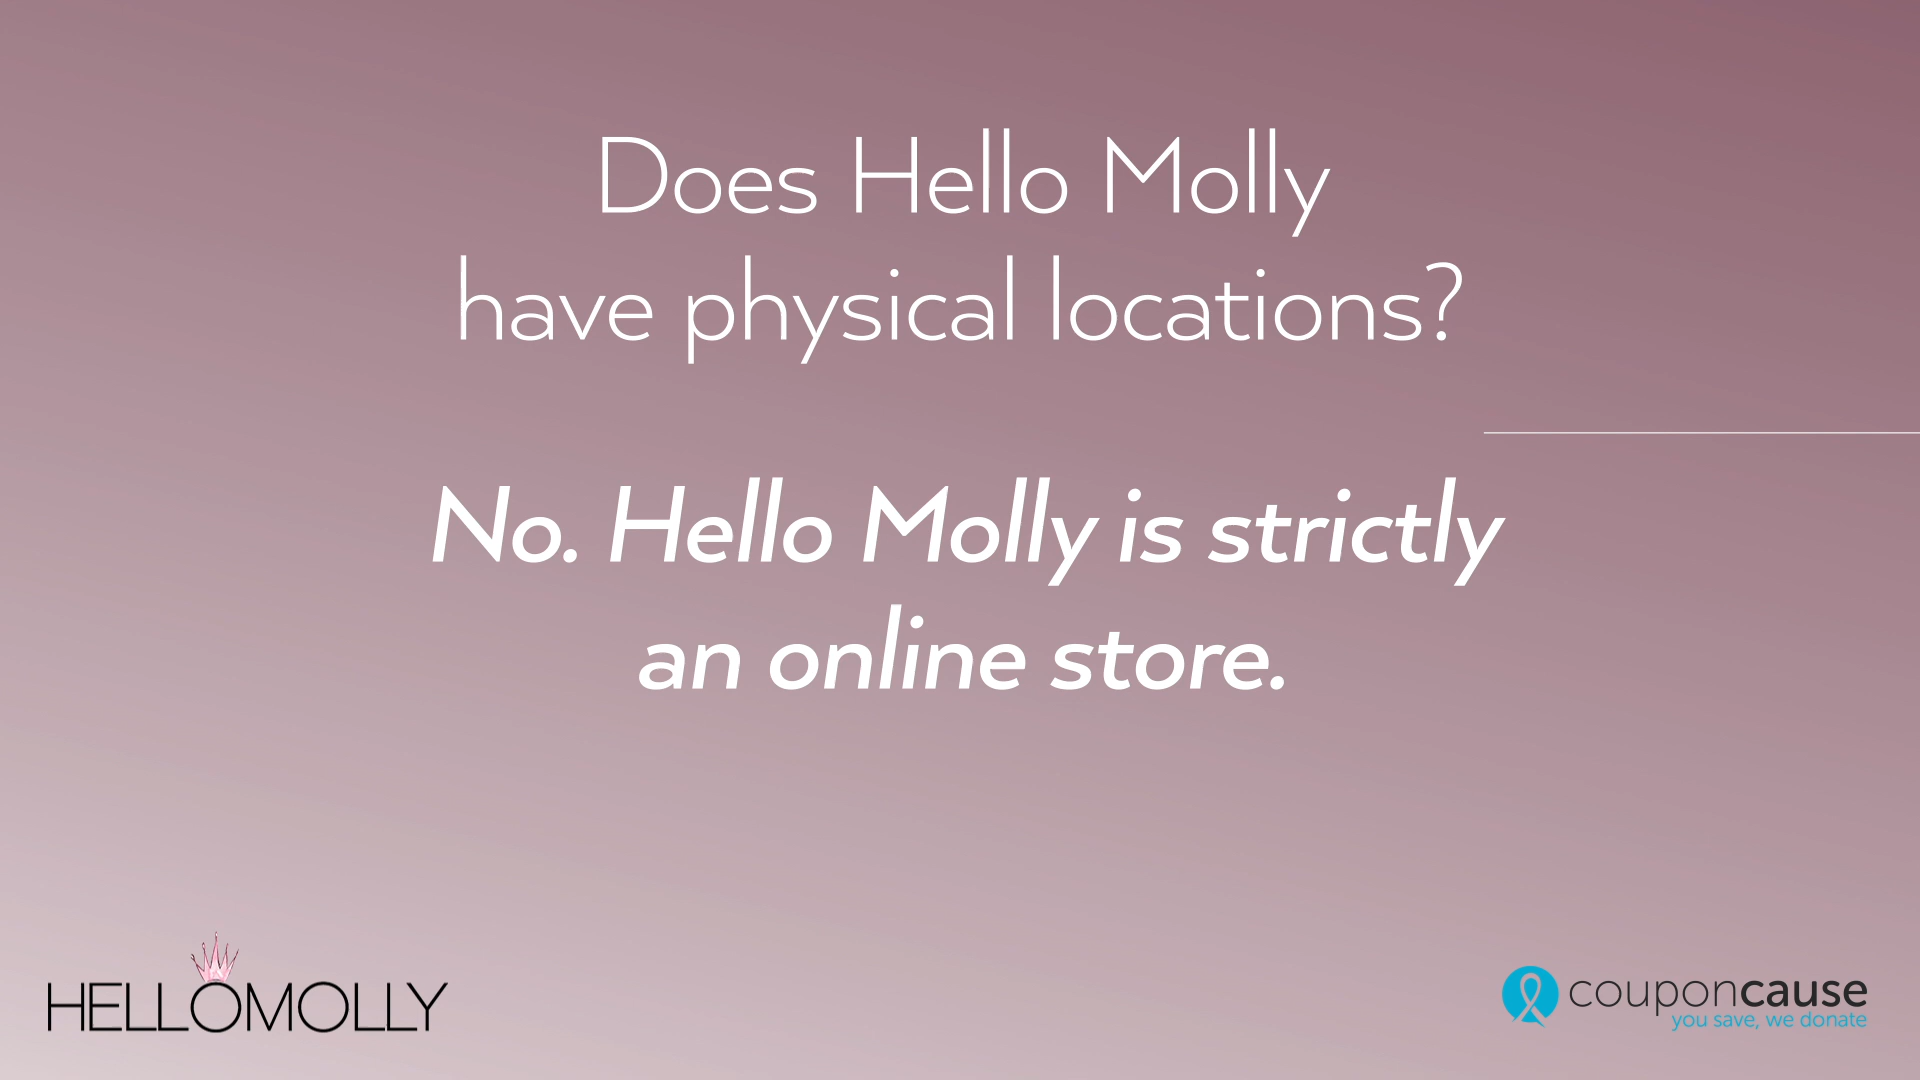 Does Hello Molly
have physical locations?
No. Hello Molly is strictly
an online store.
HELLOMOLLY
couponcause
you save, we donate